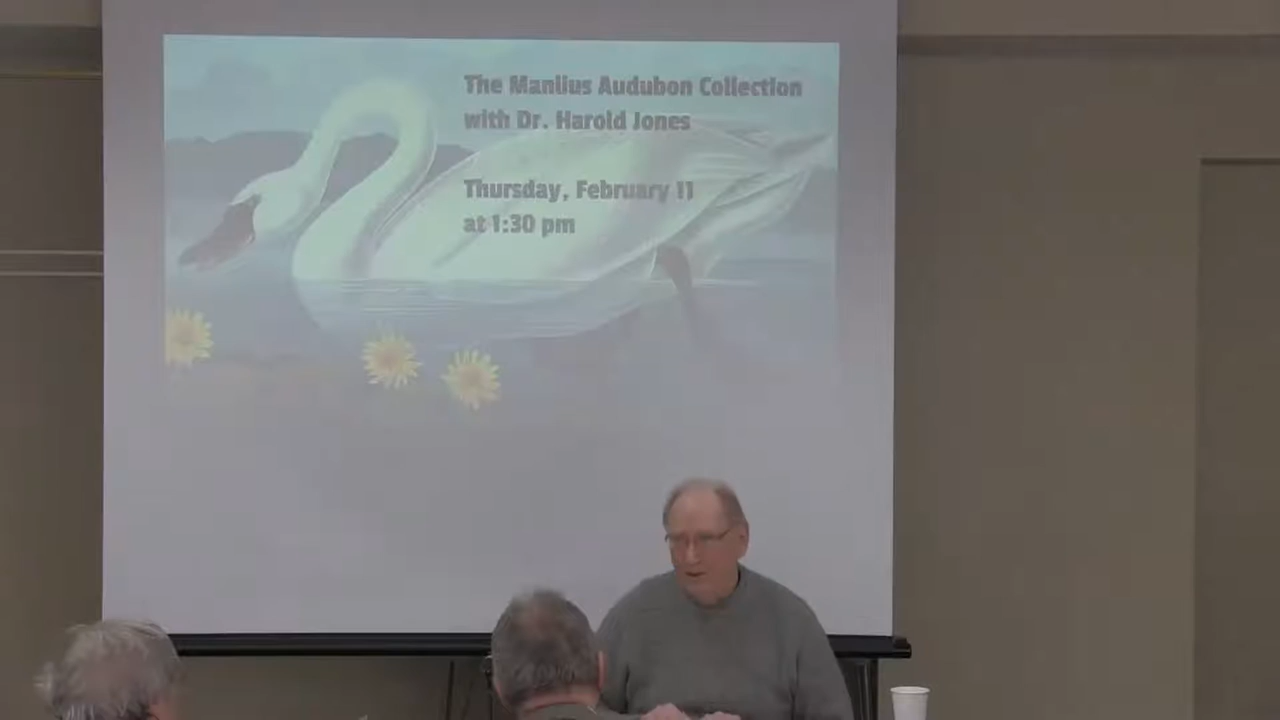 The Manlius Audubon Collection
with Dr. Harold Jones
Thursday, February 11
at 1:30 pm